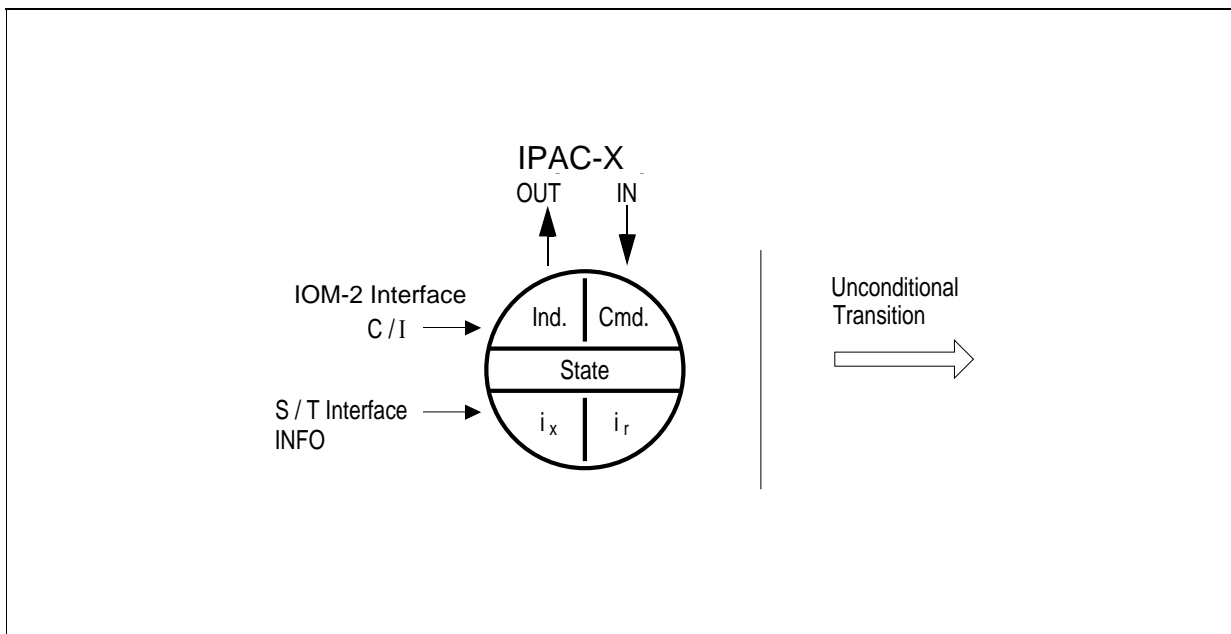 IPAC-X
OUT IN
IOM-2 Interface
C / I
Ind. Cmd.
State
S / T Interface
INFO
i x i r
Unconditional
Transition